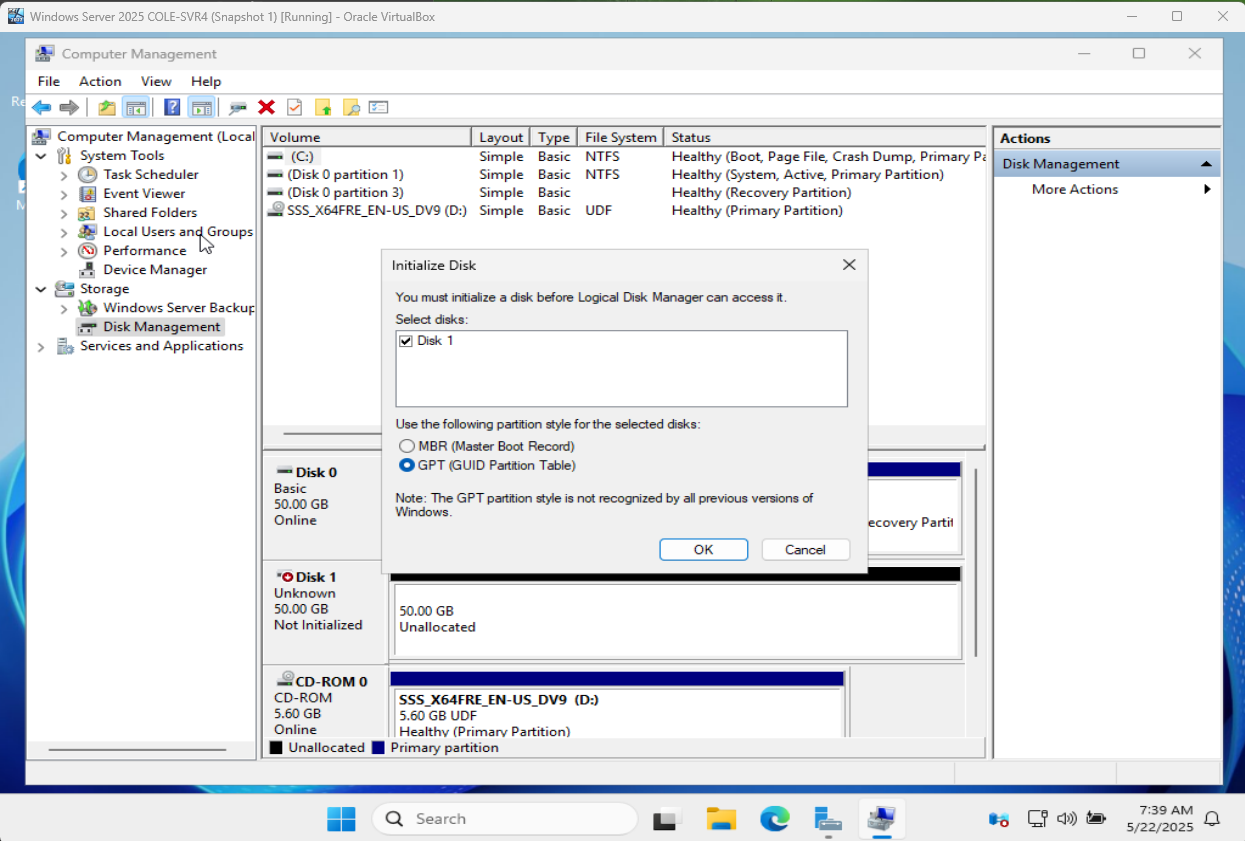 Windows Server 2025 COLE-SVR4 (Snapshot 1) [Running] - Oracle VirtualBox
Computer Management
File Action View Help
Computer Management (Local
System Tools
Task Scheduler
Event Viewer
Shared Folders
Local Users and Groups
Performance
Device Manager
Storage
Windows Server Backup
Disk Management
Services and Applications
Volume Layout Type File System Status
(C:) Simple Basic NTFS Healthy (Boot, Page File, Crash Dump, Primary Pa
(Disk 0 partition 1) Simple Basic NTFS Healthy (System, Active, Primary Partition)
(Disk 0 partition 3) Simple Basic Healthy (Recovery Partition)
SSS_X64FRE_EN-US_DV9 (D:) Simple Basic UDF Healthy (Primary Partition)
Initialize Disk
You must initialize a disk before Logical Disk Manager can access it.
Select disks:
Disk 1
Use the following partition style for the selected disks:
MBR (Master Boot Record)
GPT (GUID Partition Table)
Note: The GPT partition style is not recognized by all previous versions of
Windows.
OK Cancel
Disk 0
Basic
50.00 GB
Online
ecovery Partit
Disk 1
Unknown
50.00 GB
Not Initialized
50.00 GB
Unallocated
CD-ROM 0
CD-ROM
5.60 GB
Online
SSS_X64FRE_EN-US_DV9 (D:)
5.60 GB UDF
Healthy (Primary Partition)
Unallocated Primary partition
Actions
Disk Management
More Actions
Re
M
Search
7:39 AM
5/22/2025